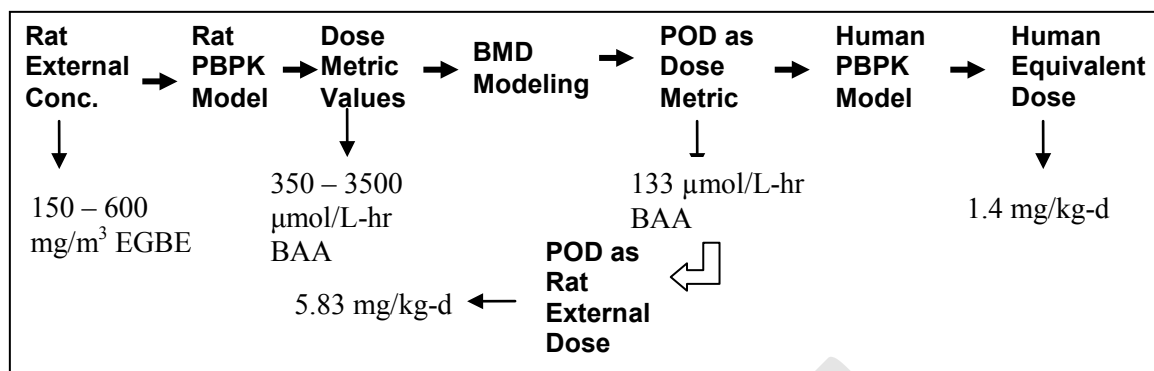 Rat
External
Conc.
Rat
PBPK
Model
Dose
Metric
Values
BMD
Modeling
POD as
Dose
Metric
Human
PBPK
Model
Human
Equivalent
Dose
150 – 600
mg/m³ EGBE
350 – 3500
µmol/L-hr
BAA
133 µmol/L-hr
BAA
1.4 mg/kg-d
POD as
Rat
External
Dose
5.83 mg/kg-d